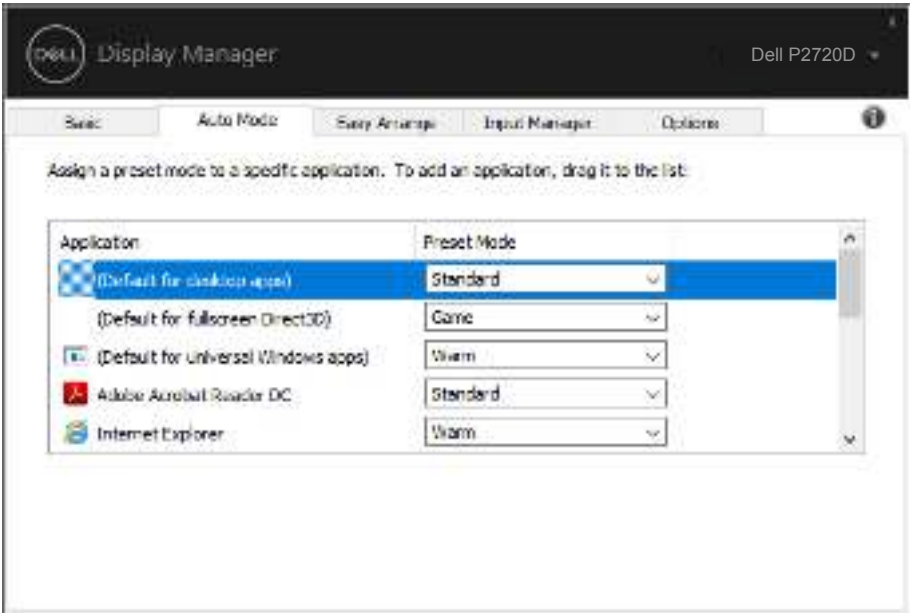 DELL Display Manager
Dell P2720D
Basic Auto Mode Easy Arrange Input Manager Options
Assign a preset mode to a specific application. To add an application, drag it to the list:
Application Preset Mode
(Default for desktop apps) Standard
(Default for fullscreen Direct3D) Game
(Default for universal Windows apps) Warm
Adobe Acrobat Reader DC Standard
Internet Explorer Warm